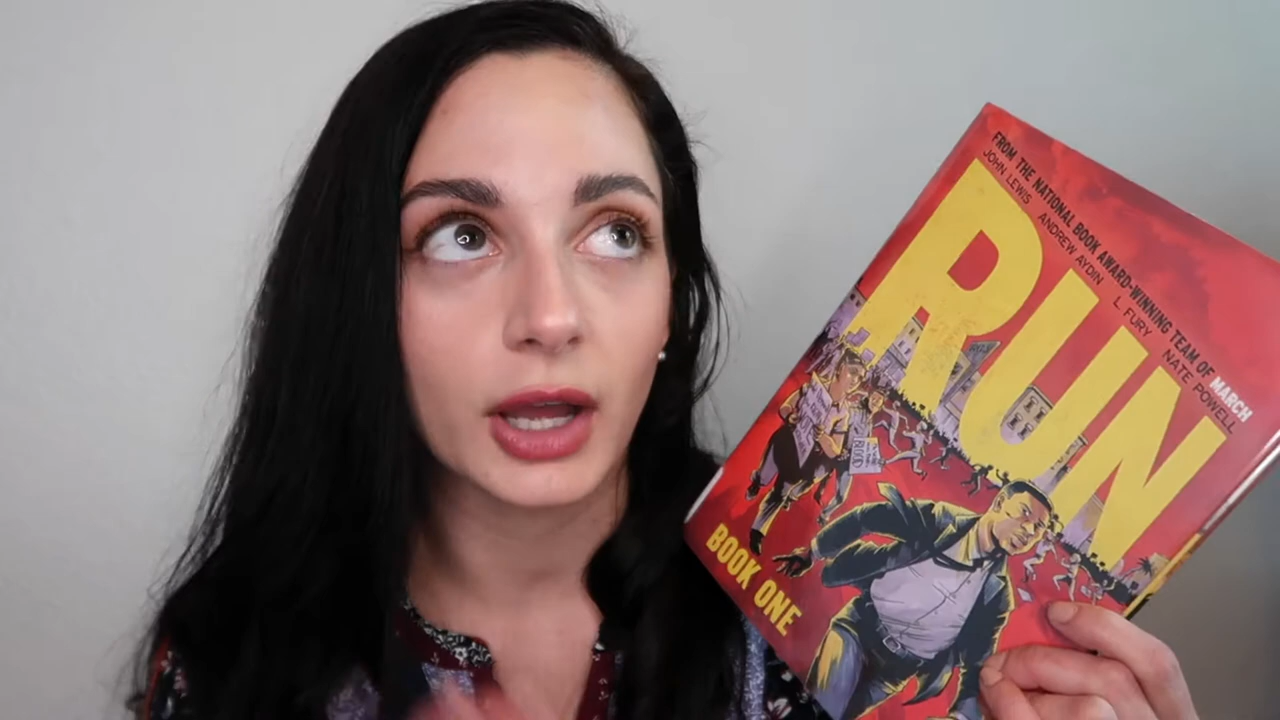 FROM THE NATIONAL BOOK AWARD-WINNING TEAM OF MARCH
JOHN LEWIS ANDREW AYDIN L. FURY NATE POWELL
RUN
BOOK ONE